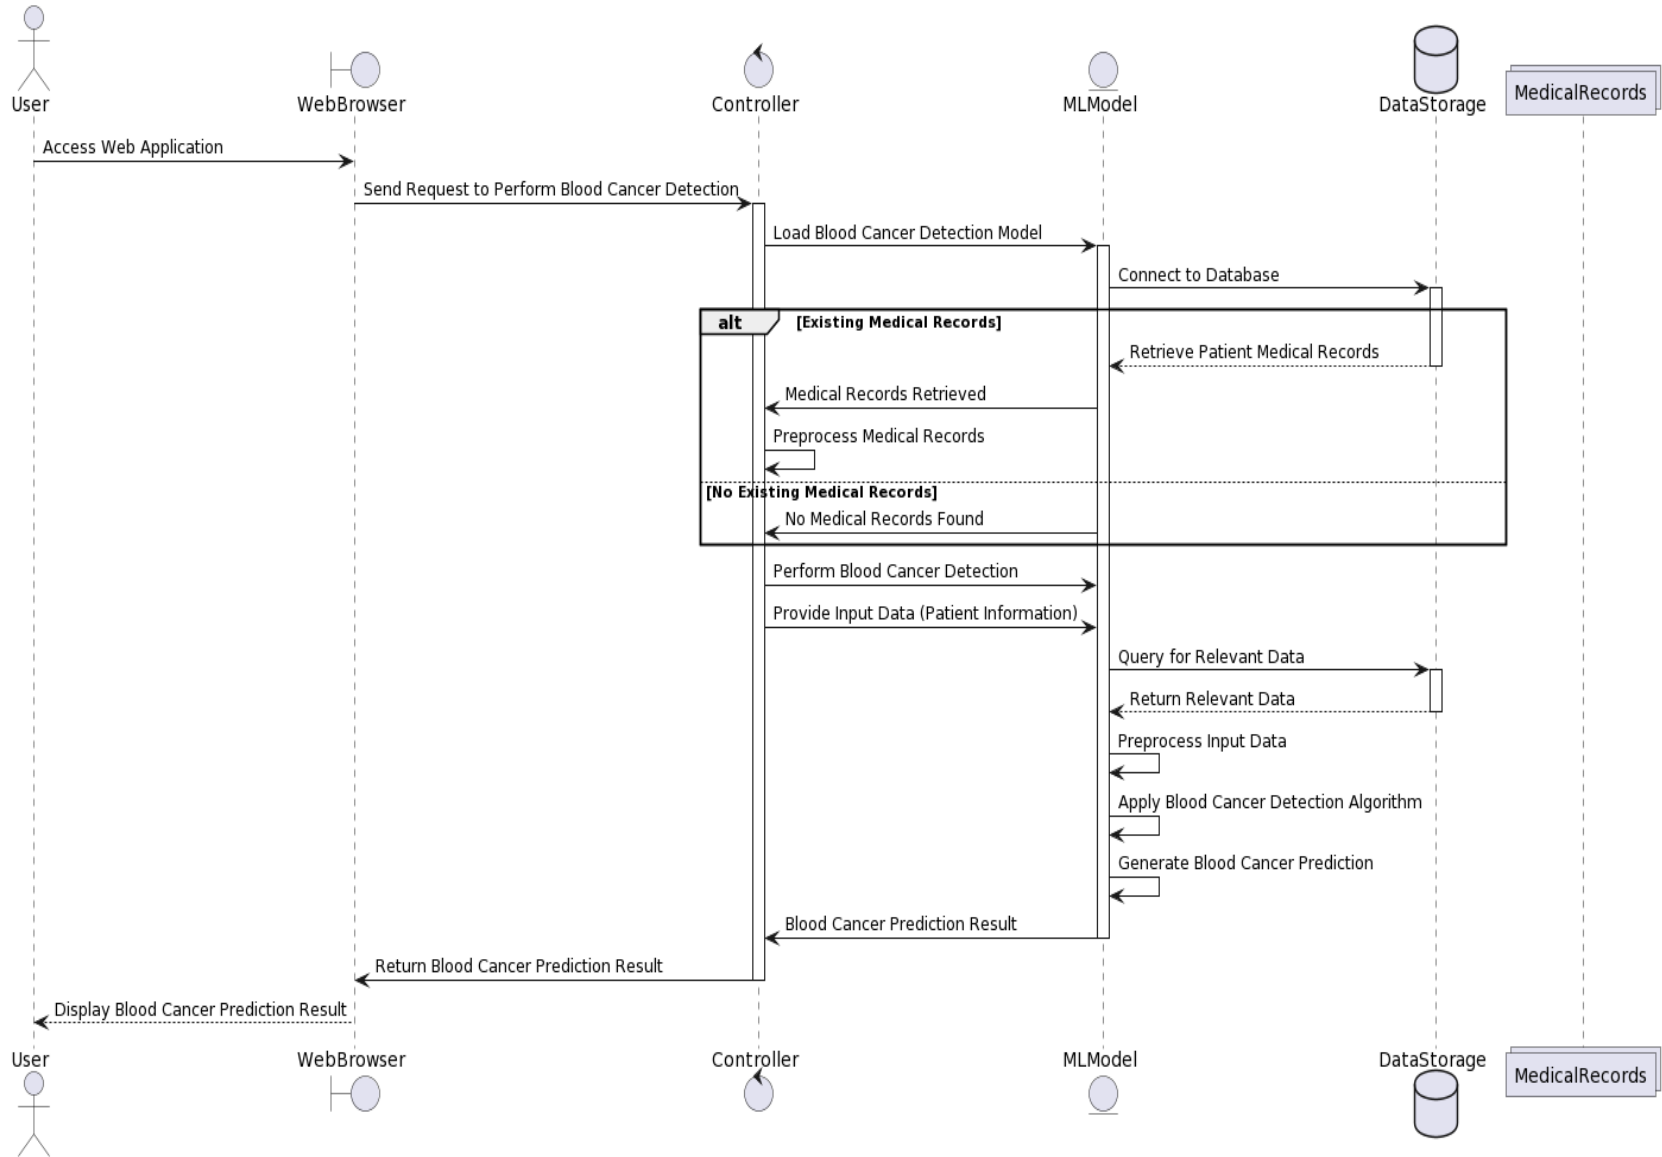 User
WebBrowser
Controller
MLModel
DataStorage
MedicalRecords
Access Web Application
Send Request to Perform Blood Cancer Detection
Load Blood Cancer Detection Model
Connect to Database
alt
[Existing Medical Records]
Retrieve Patient Medical Records
Medical Records Retrieved
Preprocess Medical Records
[No Existing Medical Records]
No Medical Records Found
Perform Blood Cancer Detection
Provide Input Data (Patient Information)
Query for Relevant Data
Return Relevant Data
Preprocess Input Data
Apply Blood Cancer Detection Algorithm
Generate Blood Cancer Prediction
Blood Cancer Prediction Result
Return Blood Cancer Prediction Result
Display Blood Cancer Prediction Result
User
WebBrowser
Controller
MLModel
DataStorage
MedicalRecords